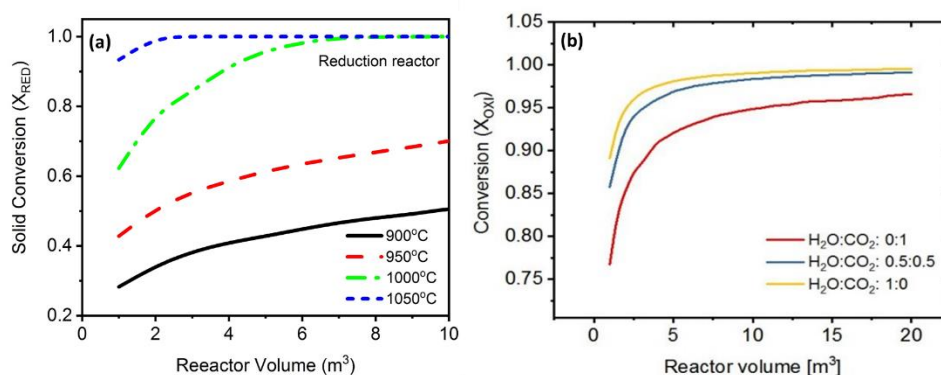 (a)
Reduction reactor
Solid Conversion (X_RED)
1.0
0.8
0.6
0.4
0.2
900°C
950°C
1000°C
1050°C
0 2 4 6 8 10
Reeactor Volume (m³)
(b)
Conversion (X_OXI)
1.05
1.00
0.95
0.90
0.85
0.80
0.75
H₂O:CO₂: 0:1
H₂O:CO₂: 0.5:0.5
H₂O:CO₂: 1:0
0 5 10 15 20
Reactor volume [m³]